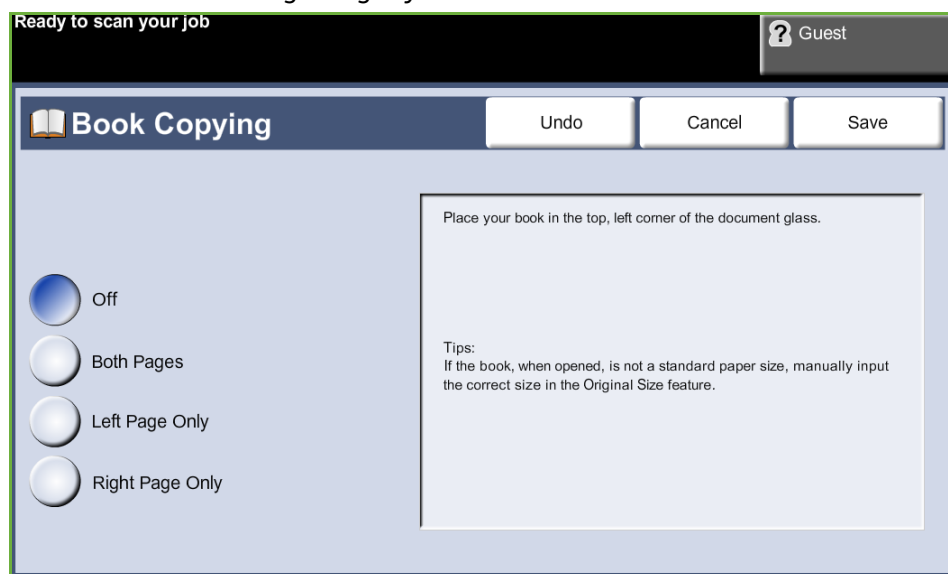 Ready to scan your job
Guest
Book Copying
Undo
Cancel
Save
Place your book in the top, left corner of the document glass.
Off
Both Pages
Left Page Only
Right Page Only
Tips:
If the book, when opened, is not a standard paper size, manually input
the correct size in the Original Size feature.